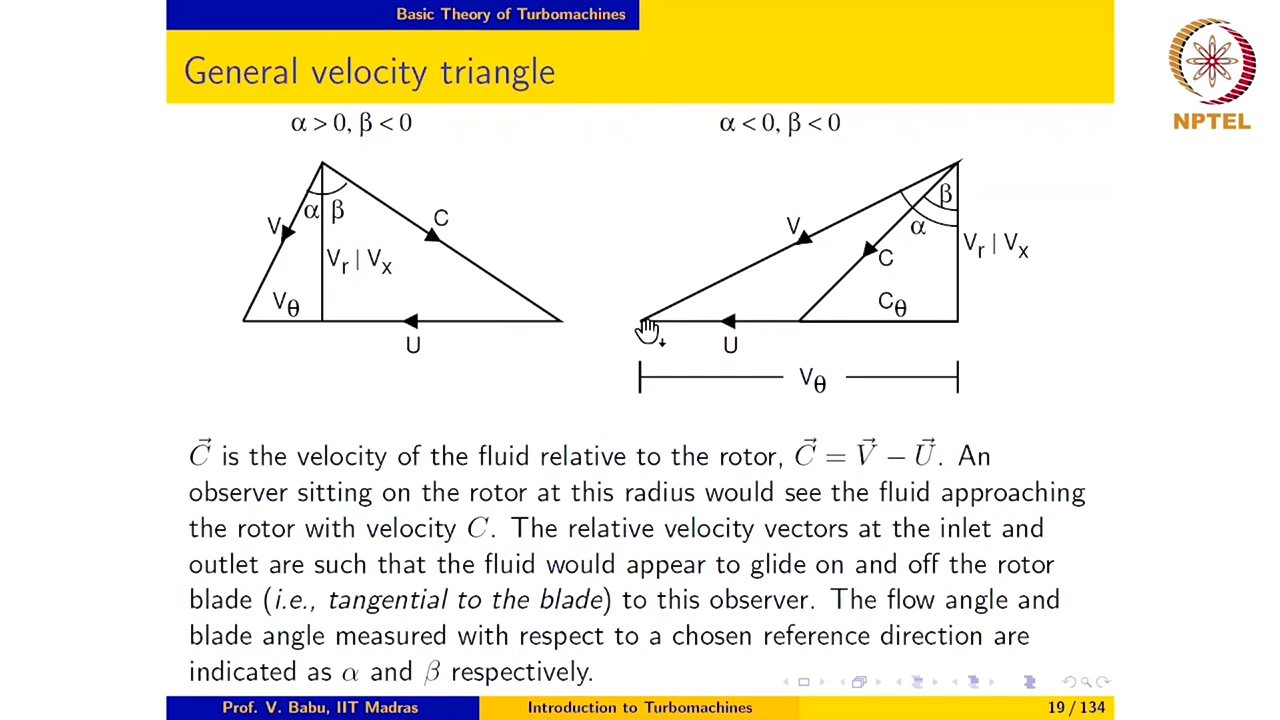 Basic Theory of Turbomachines
General velocity triangle
NPTEL
α > 0, β < 0
α < 0, β < 0
V
α
β
C
Vr | Vx
Vθ
U
V
β
α
C
Vr | Vx
Cθ
U
Vθ
C⃗ is the velocity of the fluid relative to the rotor, C⃗ = V⃗ − U⃗. An
observer sitting on the rotor at this radius would see the fluid approaching
the rotor with velocity C. The relative velocity vectors at the inlet and
outlet are such that the fluid would appear to glide on and off the rotor
blade (i.e., tangential to the blade) to this observer. The flow angle and
blade angle measured with respect to a chosen reference direction are
indicated as α and β respectively.
Prof. V. Babu, IIT Madras
Introduction to Turbomachines
19 / 134